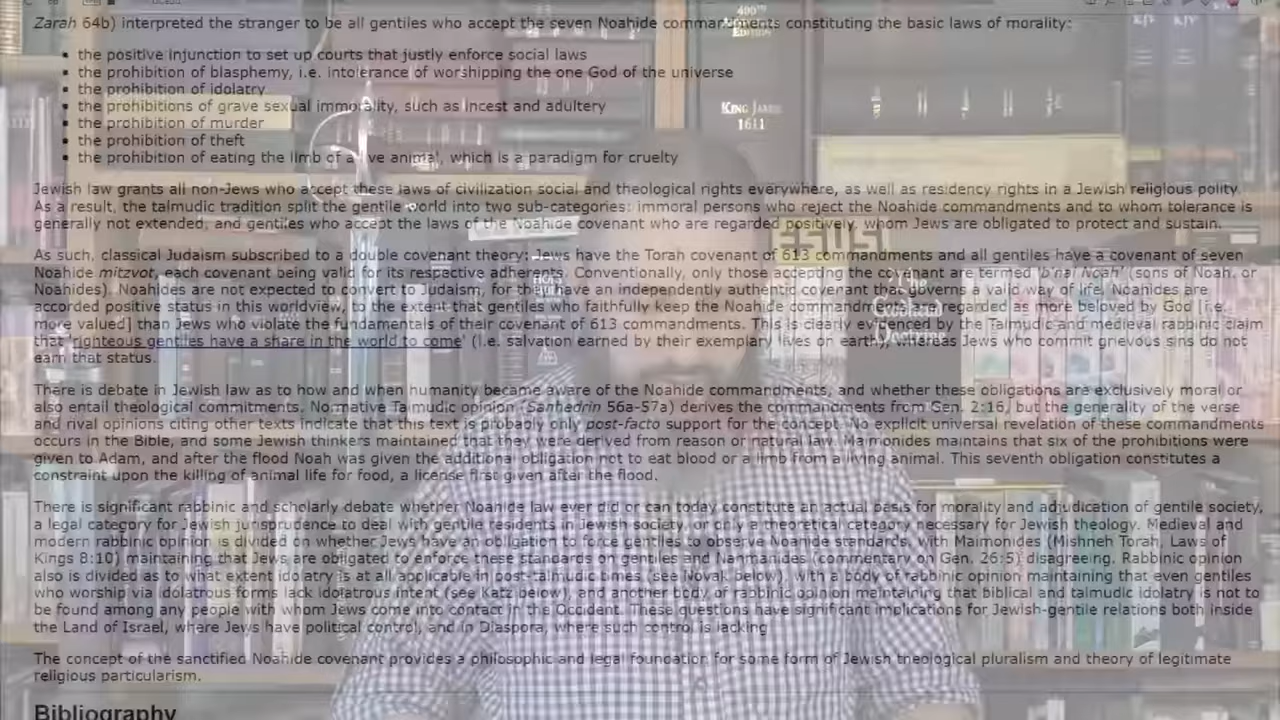 Zarah 64b) interpreted the stranger to be all gentiles who accept the seven Noahide commandments constituting the basic laws of morality:
the positive injunction to set up courts that justly enforce social laws
the prohibition of blasphemy, i.e. intolerance of worshipping the one God of the universe
the prohibition of idolatry
the prohibitions of grave sexual immorality, such as incest and adultery
the prohibition of murder
the prohibition of theft
the prohibition of eating the limb of a live animal, which is a paradigm for cruelty
Jewish law grants all non-Jews who accept these laws of civilization social and theological rights everywhere, as well as residency rights in a Jewish religious polity.
As a result, the talmudic tradition split the gentile world into two sub-categories: immoral persons who reject the Noahide commandments and to whom tolerance is
generally not extended; and gentiles who accept the laws of the Noahide covenant who are regarded positively, whom Jews are obligated to protect and sustain.
As such, classical Judaism subscribed to a double covenant theory: Jews have the Torah covenant of 613 commandments and all gentiles have a covenant of seven
Noahide mitzvot, each covenant being valid for its respective adherents. Conventionally, only those accepting the covenant are termed 'b'nai Noah' (sons of Noah, or
Noahides). Noahides are not expected to convert to Judaism, for they have an independently authentic covenant that governs a valid way of life. Noahides are
accorded positive status in this worldview, to the extent that gentiles who faithfully keep the Noahide commandments are regarded as more beloved by God [i.e.
more valued] than Jews who violate the fundamentals of their covenant of 613 commandments. This is clearly evidenced by the Talmudic and medieval rabbinic claim
that 'righteous gentiles have a share in the world to come' (i.e. salvation earned by their exemplary lives on earth), whereas Jews who commit grievous sins do not
earn that status.
There is debate in Jewish law as to how and when humanity became aware of the Noahide commandments, and whether these obligations are exclusively moral or
also entail theological commitments. Normative Talmudic opinion (Sanhedrin 56a-57a) derives the commandments from Gen. 2:16, but the generality of the verse
and rival opinions citing other texts indicate that this text is probably only post-facto support for the concept. No explicit universal revelation of these commandments
occurs in the Bible, and some Jewish thinkers maintained that they were derived from reason or natural law. Maimonides maintains that six of the prohibitions were
given to Adam, and after the flood Noah was given the additional obligation not to eat blood or a limb from a living animal. This seventh obligation constitutes a
constraint upon the killing of animal life for food, a license first given after the flood.
There is significant rabbinic and scholarly debate whether Noahide law ever did or can today constitute an actual basis for morality and adjudication of gentile society,
a legal category for Jewish jurisprudence to deal with gentile residents in Jewish society, or only a theoretical category necessary for Jewish theology. Medieval and
modern rabbinic opinion is divided on whether Jews have an obligation to force gentiles to observe Noahide standards, with Maimonides (Mishneh Torah, Laws of
Kings 8:10) maintaining that Jews are obligated to enforce these standards on gentiles and Nahmanides (commentary on Gen. 26:5) disagreeing. Rabbinic opinion
also is divided as to what extent idolatry is at all applicable in post-talmudic times (see Novak below), with a body of rabbinic opinion maintaining that even gentiles
who worship via idolatrous forms lack idolatrous intent (see Katz below), and another body of rabbinic opinion maintaining that biblical and talmudic idolatry is not to
be found among any people with whom Jews come into contact in the Occident. These questions have significant implications for Jewish-gentile relations both inside
the Land of Israel, where Jews have political control, and in Diaspora, where such control is lacking
The concept of the sanctified Noahide covenant provides a philosophic and legal foundation for some form of Jewish theological pluralism and theory of legitimate
religious particularism.
Bibliography
400TH
EDITION
KING JAMES
1611
KJV
KJV